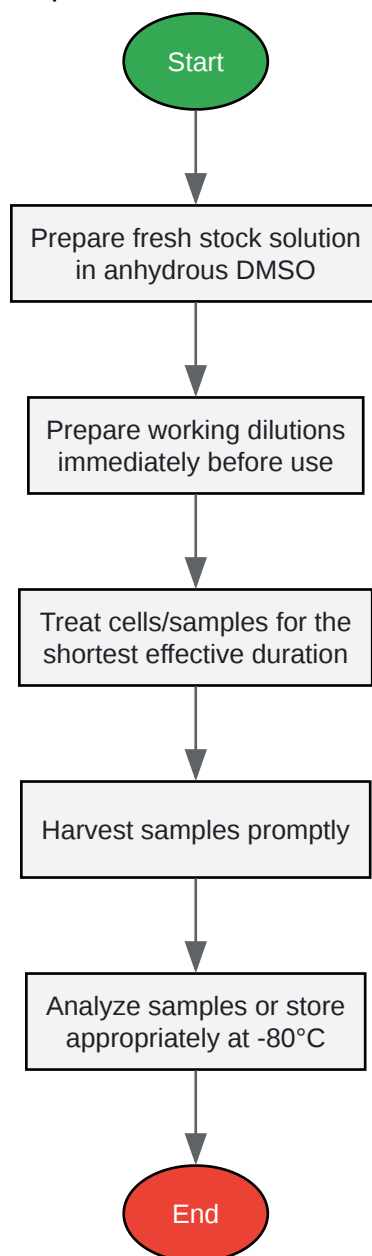 Start
Prepare fresh stock solution
in anhydrous DMSO
Prepare working dilutions
immediately before use
Treat cells/samples for the
shortest effective duration
Harvest samples promptly
Analyze samples or store
appropriately at -80°C
End